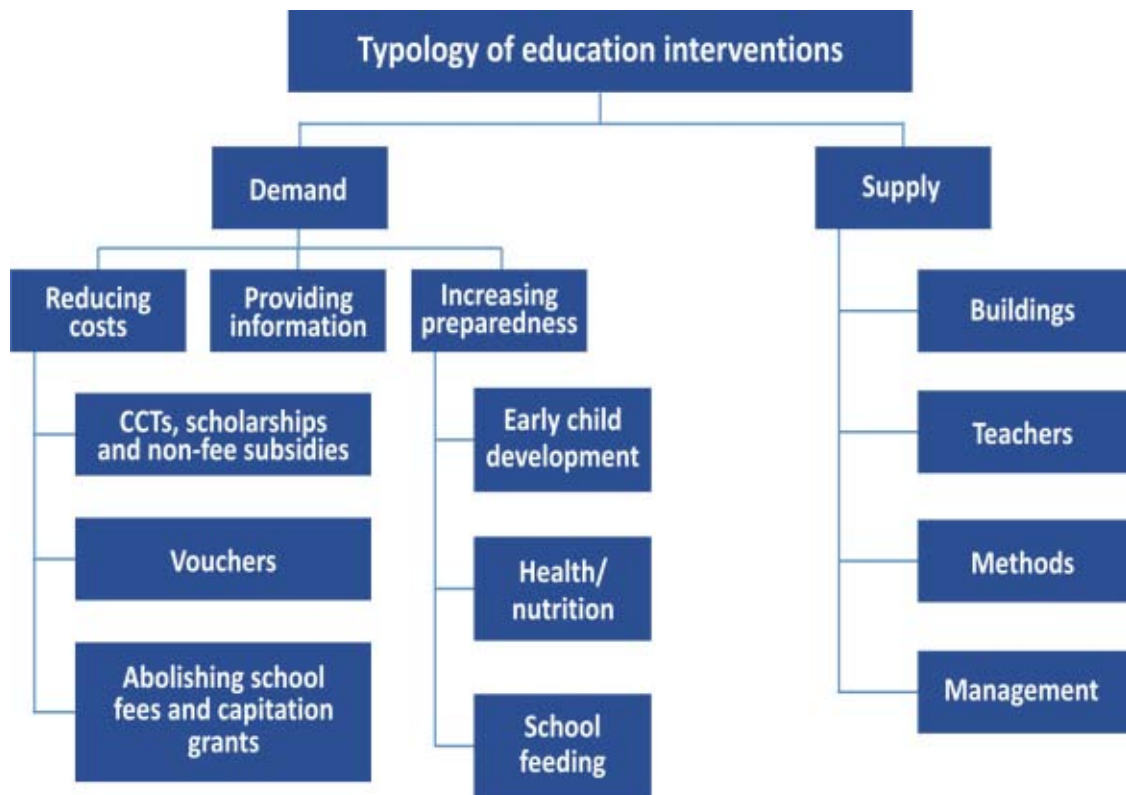 Typology of education interventions
Demand
Supply
Reducing
costs
Providing
information
Increasing
preparedness
CCTs, scholarships
and non-fee subsidies
Vouchers
Abolishing school
fees and capitation
grants
Early child
development
Health/
nutrition
School
feeding
Buildings
Teachers
Methods
Management